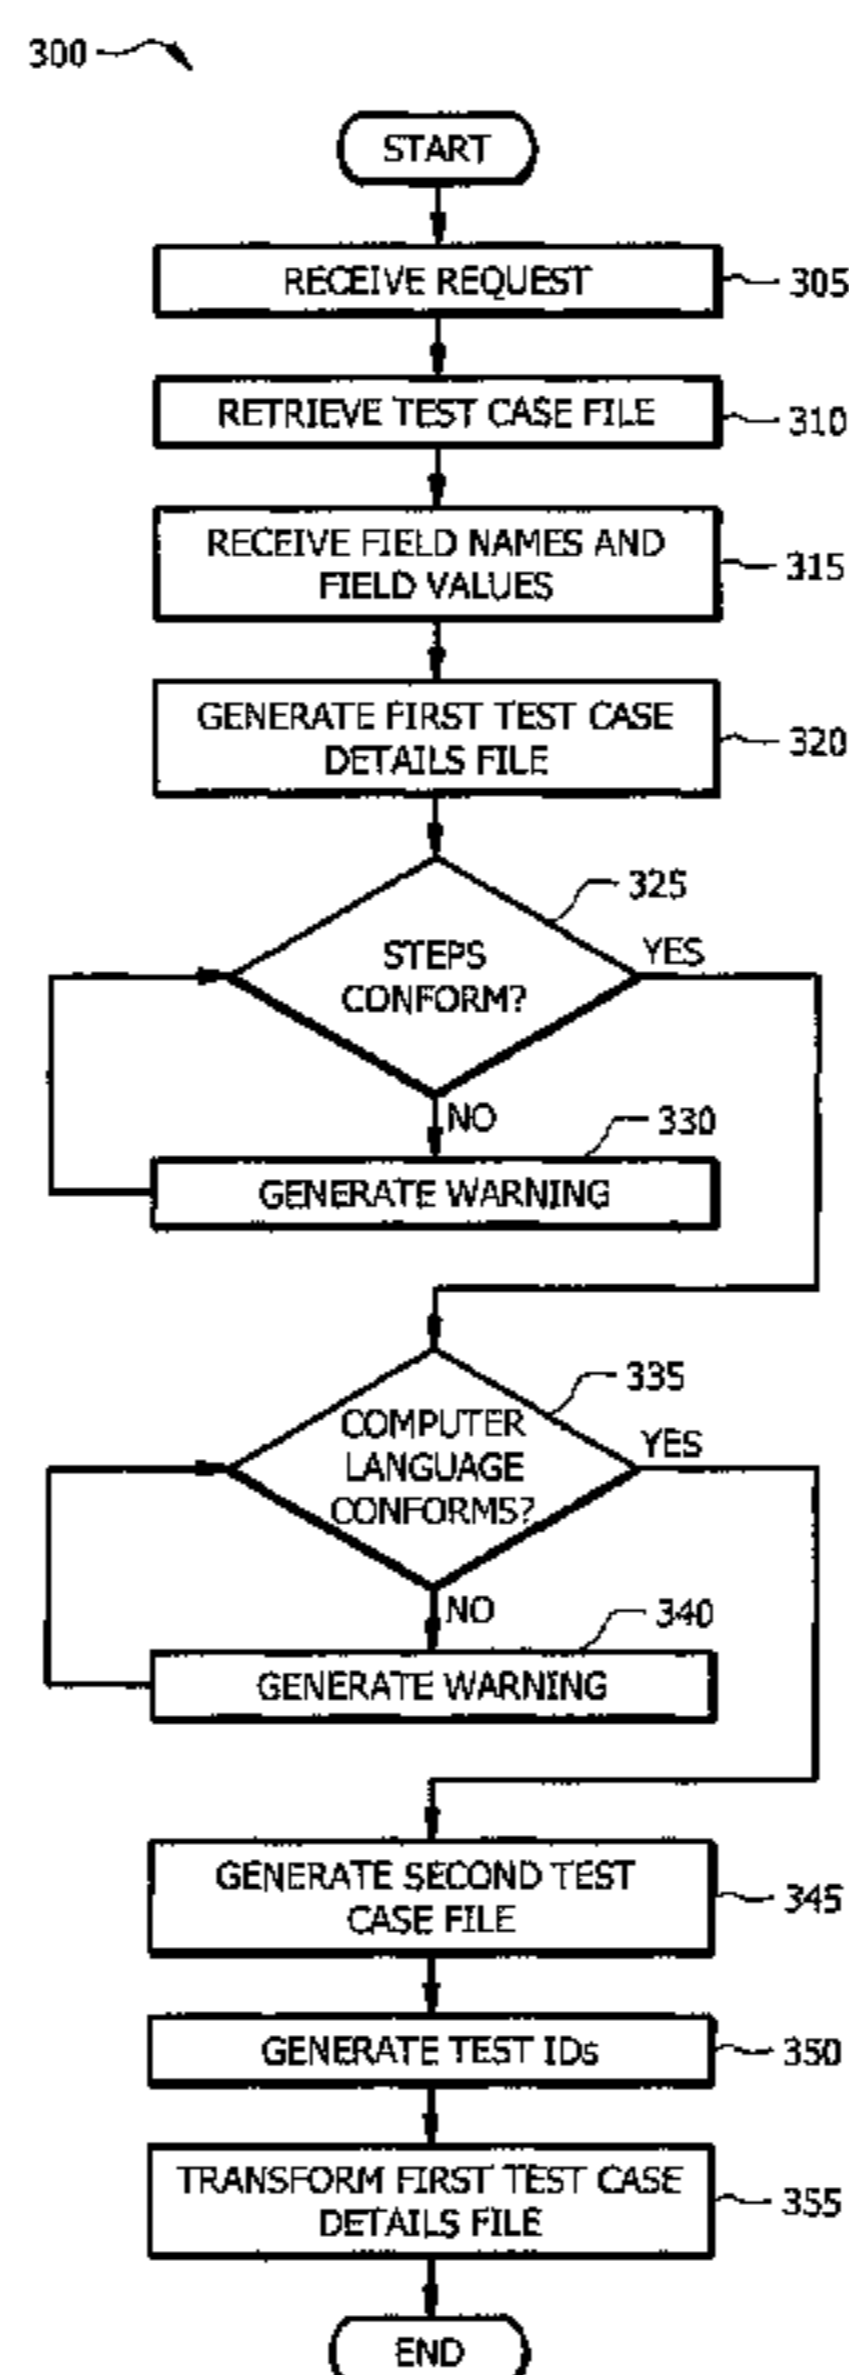 300
START
RECEIVE REQUEST
305
RETRIEVE TEST CASE FILE
310
RECEIVE FIELD NAMES AND
FIELD VALUES
315
GENERATE FIRST TEST CASE
DETAILS FILE
320
325
STEPS
CONFORM?
YES
NO
330
GENERATE WARNING
335
COMPUTER
LANGUAGE
CONFORMS?
YES
NO
340
GENERATE WARNING
GENERATE SECOND TEST
CASE FILE
345
GENERATE TEST IDs
350
TRANSFORM FIRST TEST CASE
DETAILS FILE
355
END